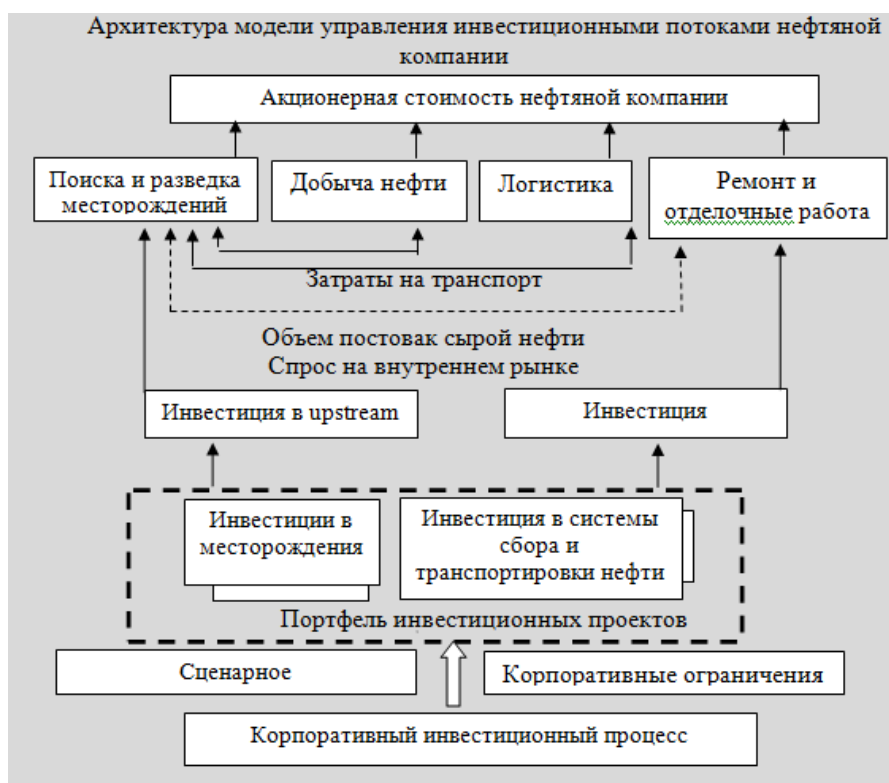 Архитектура модели управления инвестиционными потоками нефтяной
компании
Акционерная стоимость нефтяной компании
Поиска и разведка
месторождений
Добыча нефти
Логистика
Ремонт и
отделочные работа
Затраты на транспорт
Объем постовак сырой нефти
Спрос на внутреннем рынке
Инвестиция в upstream
Инвестиция
Инвестиции в
месторождения
Инвестиция в системы
сбора и
транспортировки нефти
Портфель инвестиционных проектов
Сценарное
Корпоративные ограничения
Корпоративный инвестиционный процесс